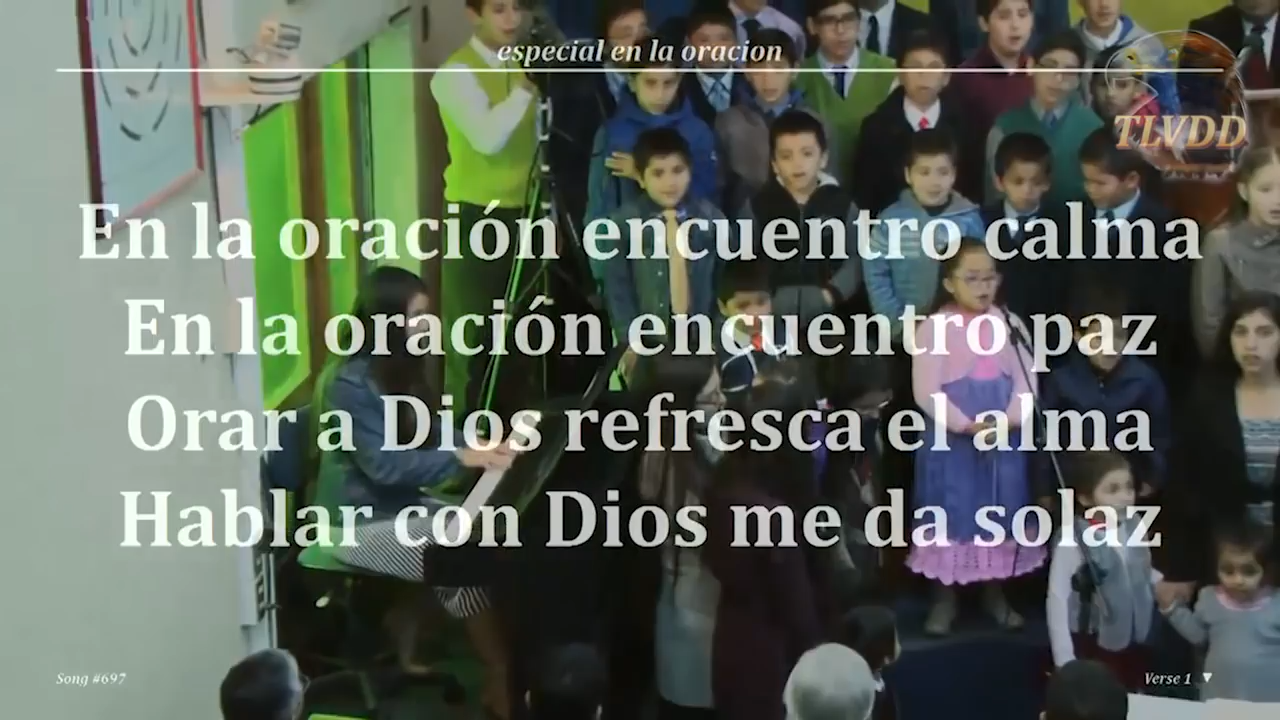 especial en la oracion
TLVDD
En la oración encuentro calma
En la oración encuentro paz
Orar a Dios refresca el alma
Hablar con Dios me da solaz
Song #697
Verse 1 ▼